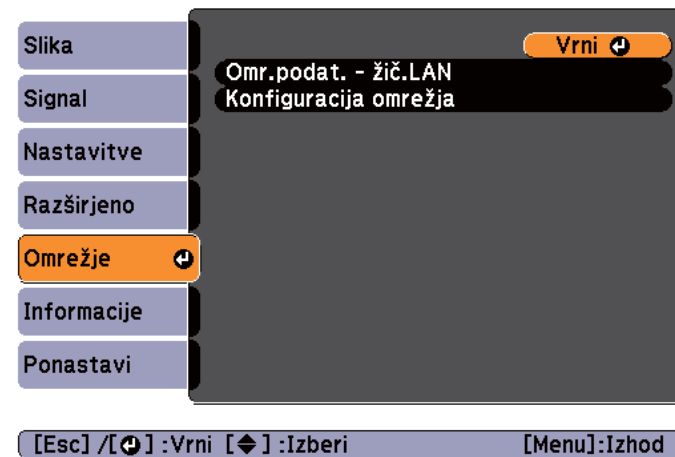 Slika
Signal
Nastavitve
Razširjeno
Omrežje
Informacije
Ponastavi
Vrni
Omr.podat. - žič.LAN
Konfiguracija omrežja
[Esc] /[⏎] :Vrni [◆] :Izberi [Menu]:Izhod